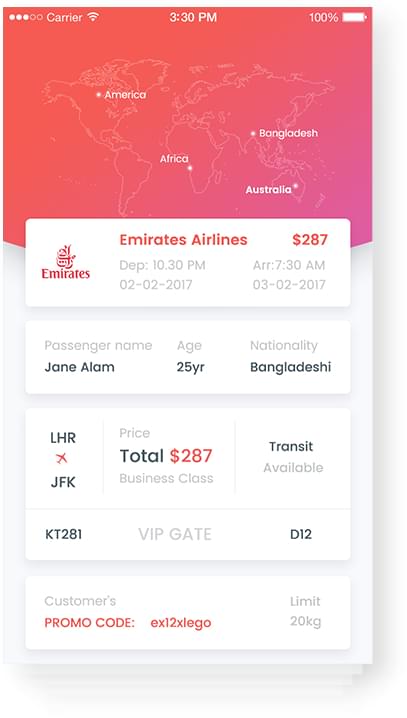 Carrier 3:30 PM 100%
America
Bangladesh
Africa
Australia
Emirates Airlines $287
Emirates
Dep: 10.30 PM Arr:7:30 AM
02-02-2017 03-02-2017
Passenger name Age Nationality
Jane Alam 25yr Bangladeshi
LHR
JFK
Price
Total $287
Business Class
Transit
Available
KT281 VIP GATE D12
Customer's Limit
PROMO CODE: ex12xlego 20kg